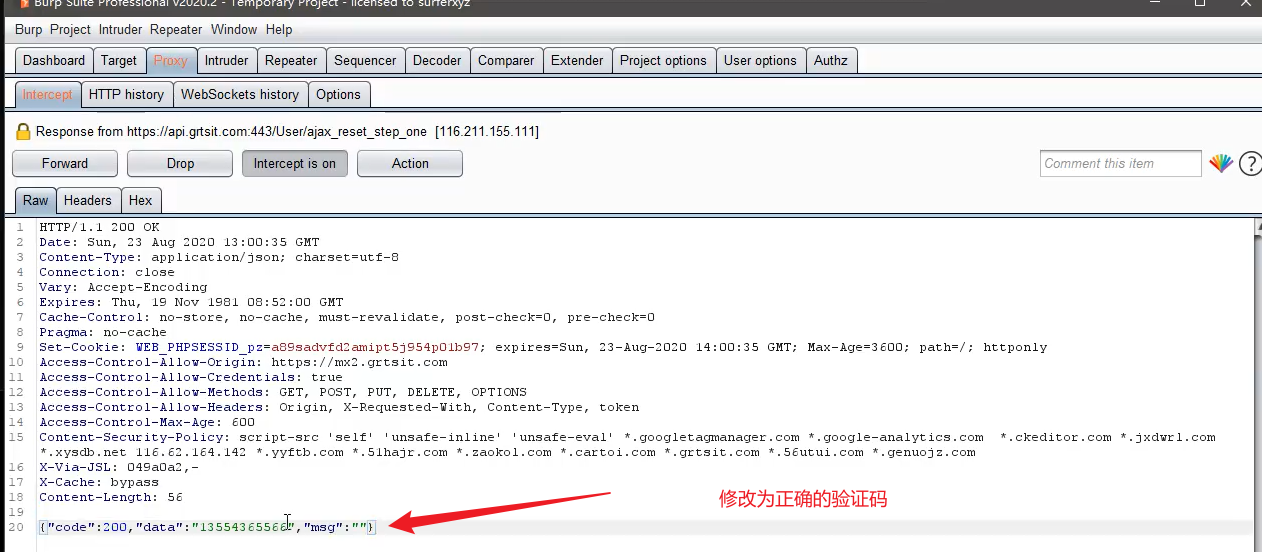 Burp Suite Professional v2020.2 - Temporary Project - licensed to surferxyz
Burp Project Intruder Repeater Window Help
Dashboard Target Proxy Intruder Repeater Sequencer Decoder Comparer Extender Project options User options Authz
Intercept HTTP history WebSockets history Options
Response from https://api.grtsit.com:443/User/ajax_reset_step_one [116.211.155.111]
Forward Drop Intercept is on Action Comment this item ?
Raw Headers Hex
1 HTTP/1.1 200 OK
2 Date: Sun, 23 Aug 2020 13:00:35 GMT
3 Content-Type: application/json; charset=utf-8
4 Connection: close
5 Vary: Accept-Encoding
6 Expires: Thu, 19 Nov 1981 08:52:00 GMT
7 Cache-Control: no-store, no-cache, must-revalidate, post-check=0, pre-check=0
8 Pragma: no-cache
9 Set-Cookie: WEB_PHPSESSID_pz=a89sadvfd2amipt5j954p01b97; expires=Sun, 23-Aug-2020 14:00:35 GMT; Max-Age=3600; path=/; httponly
10 Access-Control-Allow-Origin: https://mx2.grtsit.com
11 Access-Control-Allow-Credentials: true
12 Access-Control-Allow-Methods: GET, POST, PUT, DELETE, OPTIONS
13 Access-Control-Allow-Headers: Origin, X-Requested-With, Content-Type, token
14 Access-Control-Max-Age: 600
15 Content-Security-Policy: script-src 'self' 'unsafe-inline' 'unsafe-eval' *.googletagmanager.com *.google-analytics.com *.ckeditor.com *.jxdwrl.com
*.xysdb.net 116.62.164.142 *.yyftb.com *.51hajr.com *.zaokol.com *.cartoi.com *.grtsit.com *.56utui.com *.genuojz.com
16 X-Via-JSL: 049a0a2,-
17 X-Cache: bypass
18 Content-Length: 56
19
20 {"code":200,"data":"13554365566","msg":""}
修改为正确的验证码